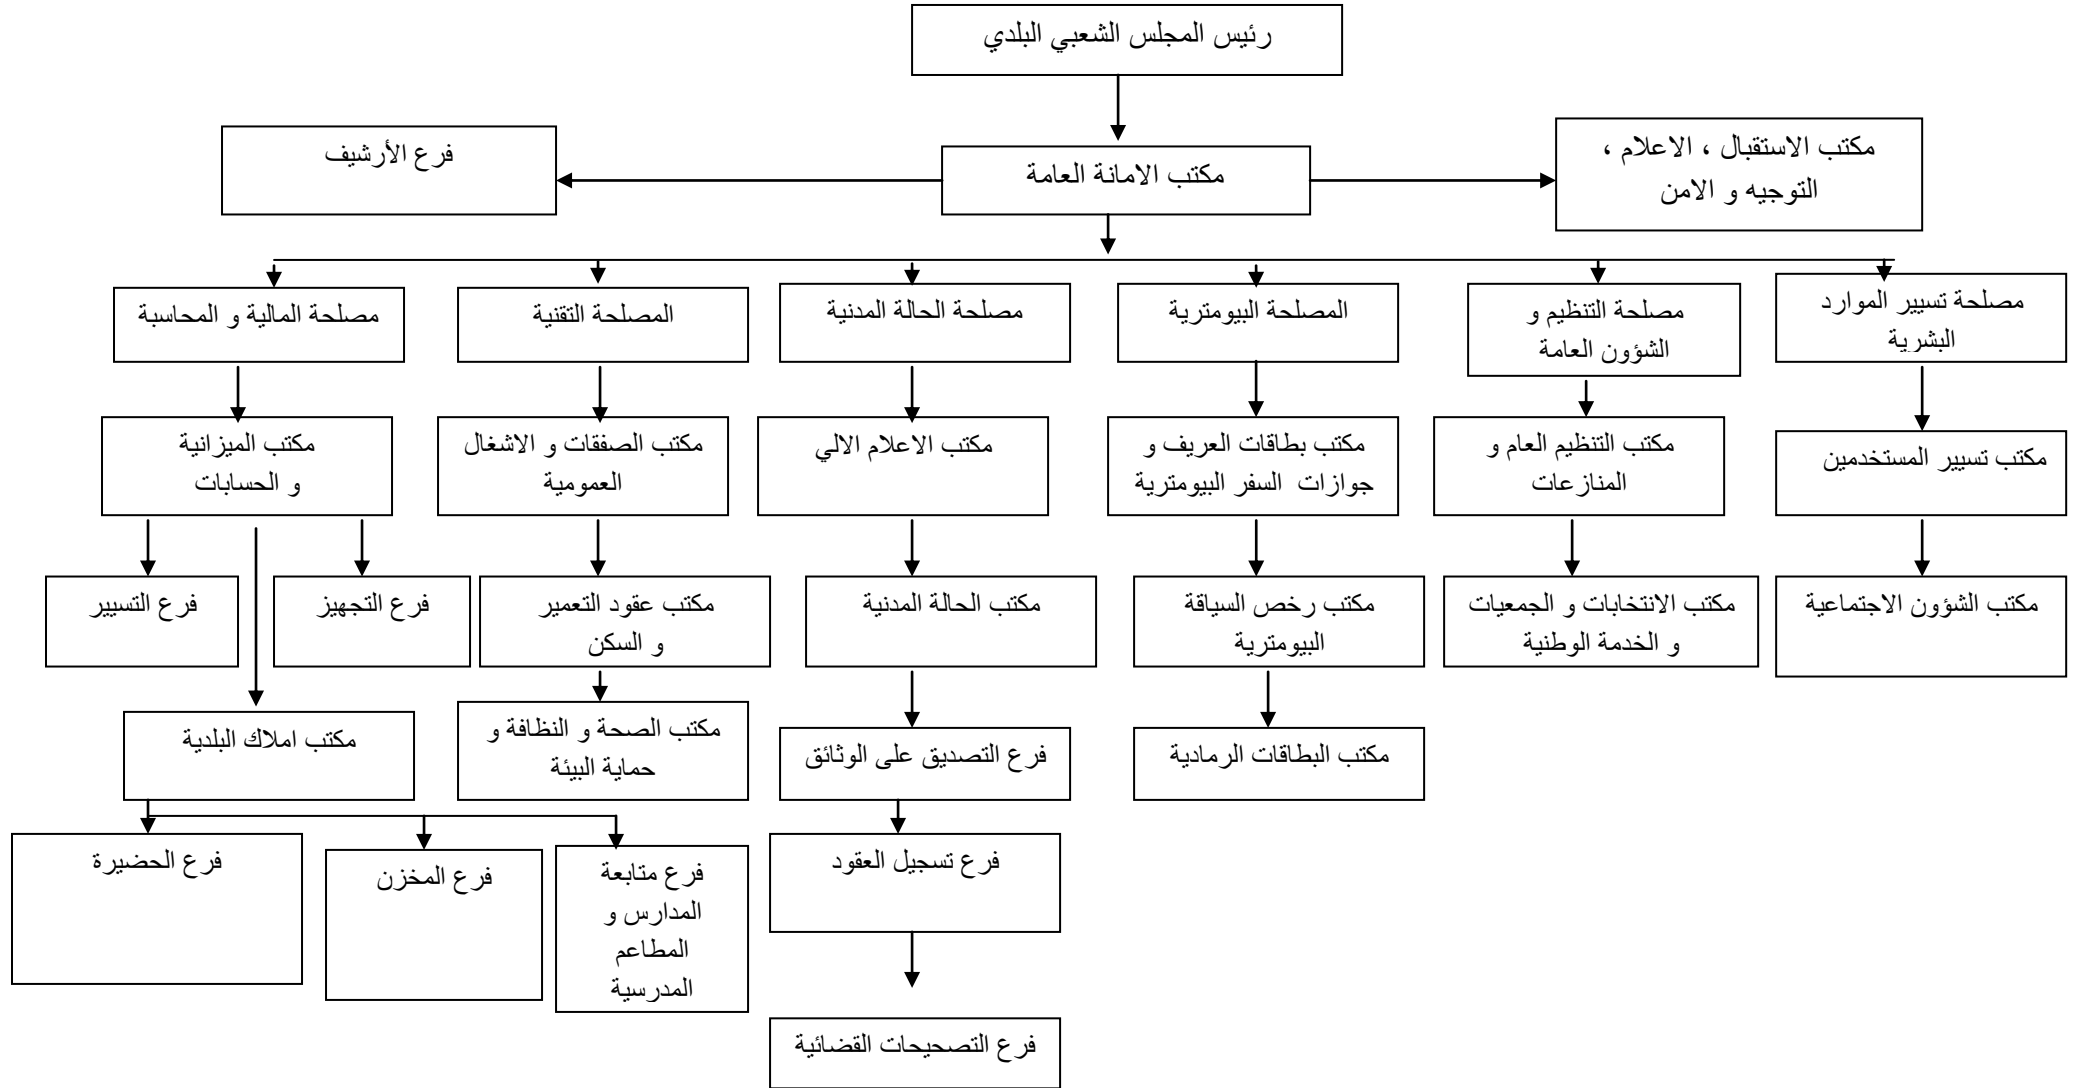 رئيس المجلس الشعبي البلدي
مكتب الاستقبال ، الاعلام ،
التوجيه و الامن
مكتب الامانة العامة
فرع الأرشيف
مصلحة تسيير الموارد
البشرية
مصلحة التنظيم و
الشؤون العامة
المصلحة البيومترية
مصلحة الحالة المدنية
المصلحة التقنية
مصلحة المالية و المحاسبة
مكتب تسيير المستخدمين
مكتب التنظيم العام و
المنازعات
مكتب بطاقات العريف و
جوازات السفر البيومترية
مكتب الاعلام الالي
مكتب الصفقات و الاشغال
العمومية
مكتب الميزانية
و الحسابات
مكتب الشؤون الاجتماعية
مكتب الانتخابات و الجمعيات
و الخدمة الوطنية
مكتب رخص السياقة
البيومترية
مكتب الحالة المدنية
مكتب عقود التعمير
و السكن
فرع التجهيز
فرع التسيير
مكتب البطاقات الرمادية
فرع التصديق على الوثائق
مكتب الصحة و النظافة و
حماية البيئة
مكتب املاك البلدية
فرع تسجيل العقود
فرع متابعة
المدارس و
المطاعم
المدرسية
فرع المخزن
فرع الحضيرة
فرع التصحيحات القضائية